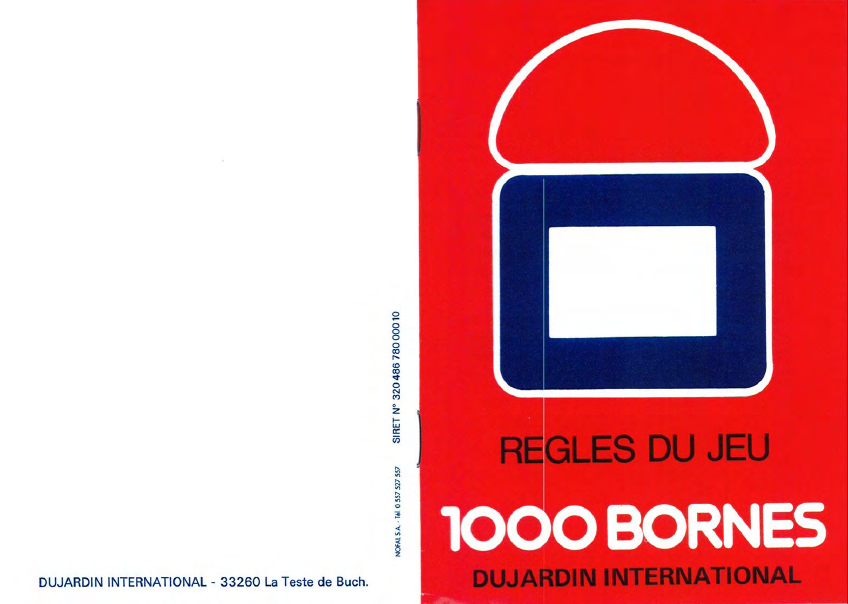 DUJARDIN INTERNATIONAL - 33260 La Teste de Buch.
NOFAL S.A. - Tél. 0 557 527 557
SIRET N° 320 486 780 000 10
REGLES DU JEU
1000 BORNES
DUJARDIN INTERNATIONAL